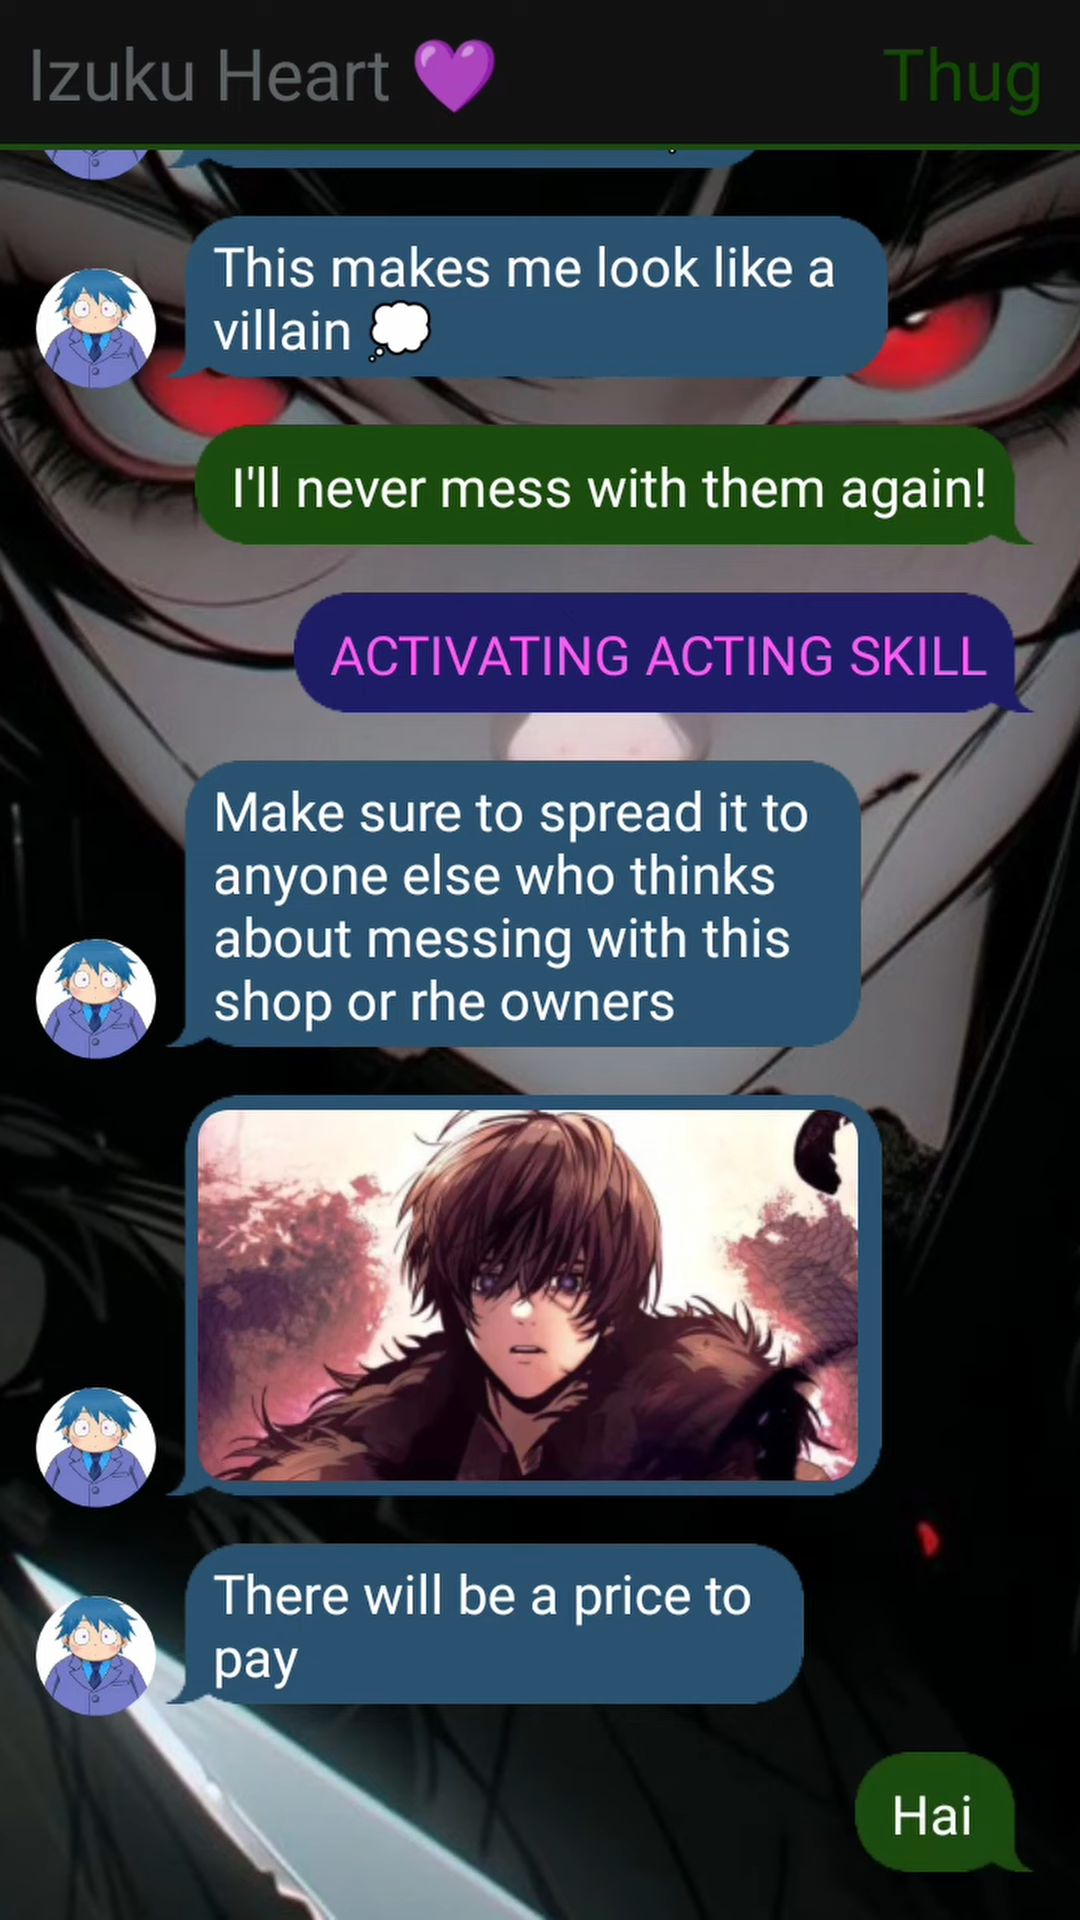 Izuku Heart 💜 Thug
This makes me look like a
villain 💭
I'll never mess with them again!
ACTIVATING ACTING SKILL
Make sure to spread it to
anyone else who thinks
about messing with this
shop or rhe owners
There will be a price to
pay
Hai